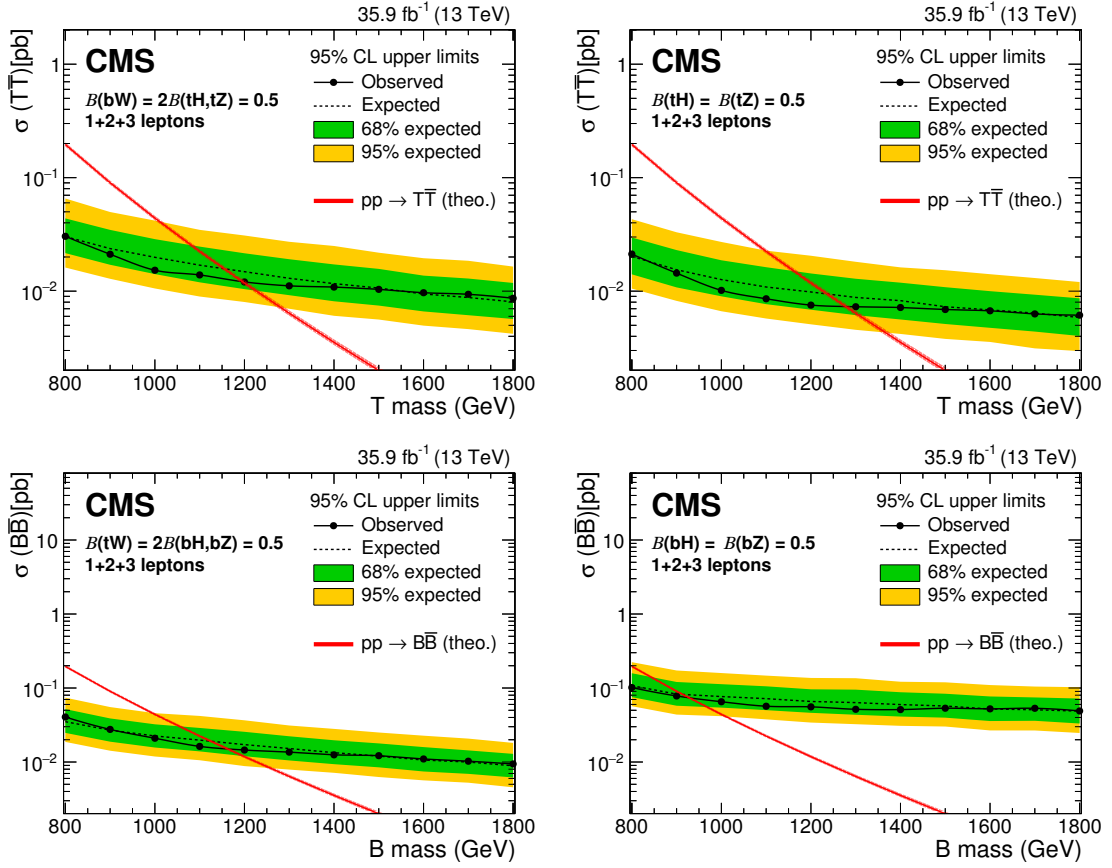 35.9 fb⁻¹ (13 TeV)
σ (TT̅)[pb]
CMS
B(bW) = 2B(tH,tZ) = 0.5
1+2+3 leptons
95% CL upper limits
Observed
Expected
68% expected
95% expected
pp → TT̅ (theo.)
1
10⁻¹
10⁻²
800 1000 1200 1400 1600 1800
T mass (GeV)
35.9 fb⁻¹ (13 TeV)
σ (TT̅)[pb]
CMS
B(tH) = B(tZ) = 0.5
1+2+3 leptons
95% CL upper limits
Observed
Expected
68% expected
95% expected
pp → TT̅ (theo.)
1
10⁻¹
10⁻²
800 1000 1200 1400 1600 1800
T mass (GeV)
35.9 fb⁻¹ (13 TeV)
σ (BB̅)[pb]
CMS
B(tW) = 2B(bH,bZ) = 0.5
1+2+3 leptons
95% CL upper limits
Observed
Expected
68% expected
95% expected
pp → BB̅ (theo.)
10
1
10⁻¹
10⁻²
800 1000 1200 1400 1600 1800
B mass (GeV)
35.9 fb⁻¹ (13 TeV)
σ (BB̅)[pb]
CMS
B(bH) = B(bZ) = 0.5
1+2+3 leptons
95% CL upper limits
Observed
Expected
68% expected
95% expected
pp → BB̅ (theo.)
10
1
10⁻¹
10⁻²
800 1000 1200 1400 1600 1800
B mass (GeV)